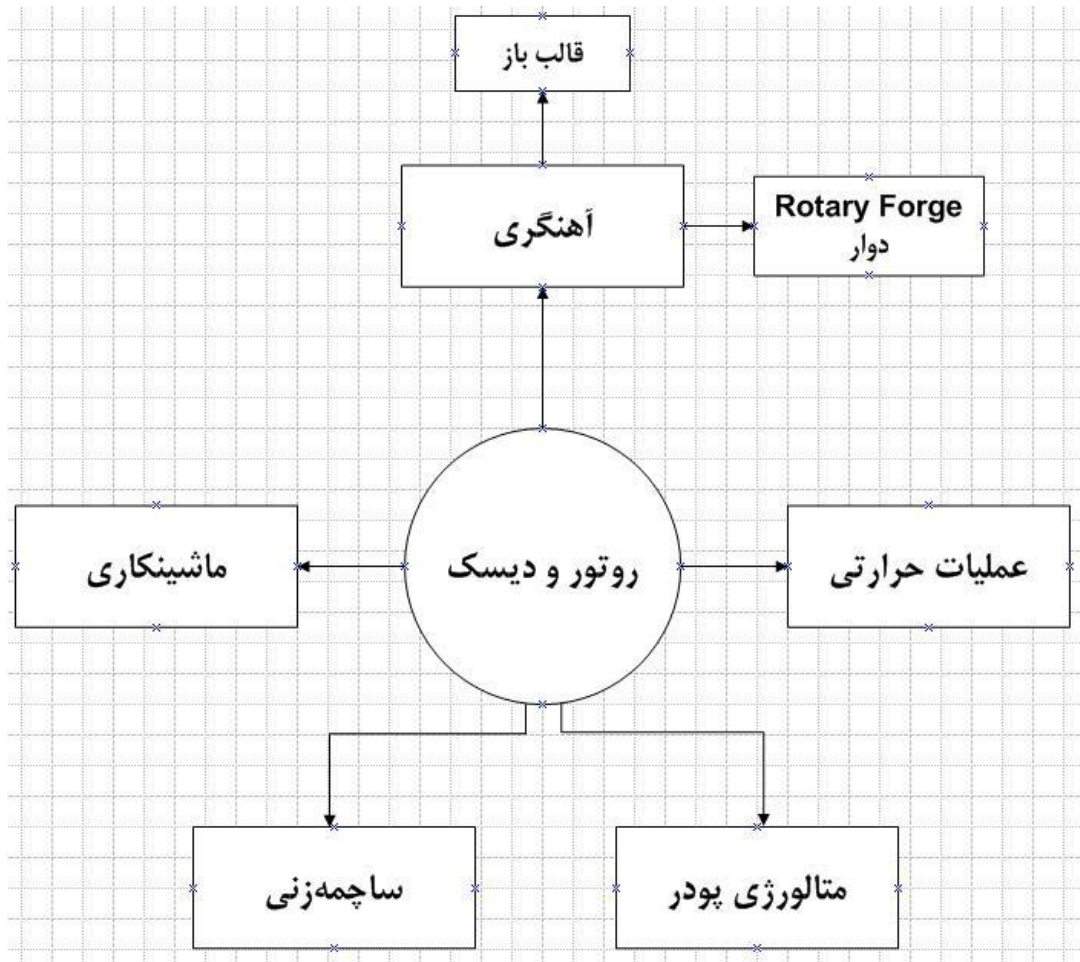 قالب باز
آهنگری
Rotary Forge
دوار
روتور و دیسک
عملیات حرارتی
ماشینکاری
متالورژی پودر
ساچمه‌زنی